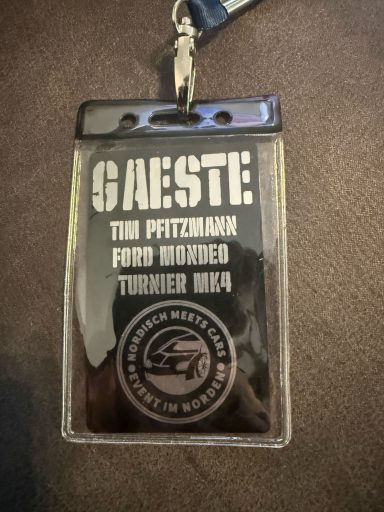 GAESTE
TIM PFITZMANN
FORD MONDEO
TURNIER MK4
NORDISCH MEETS CARS
EVENT IM NORDEN